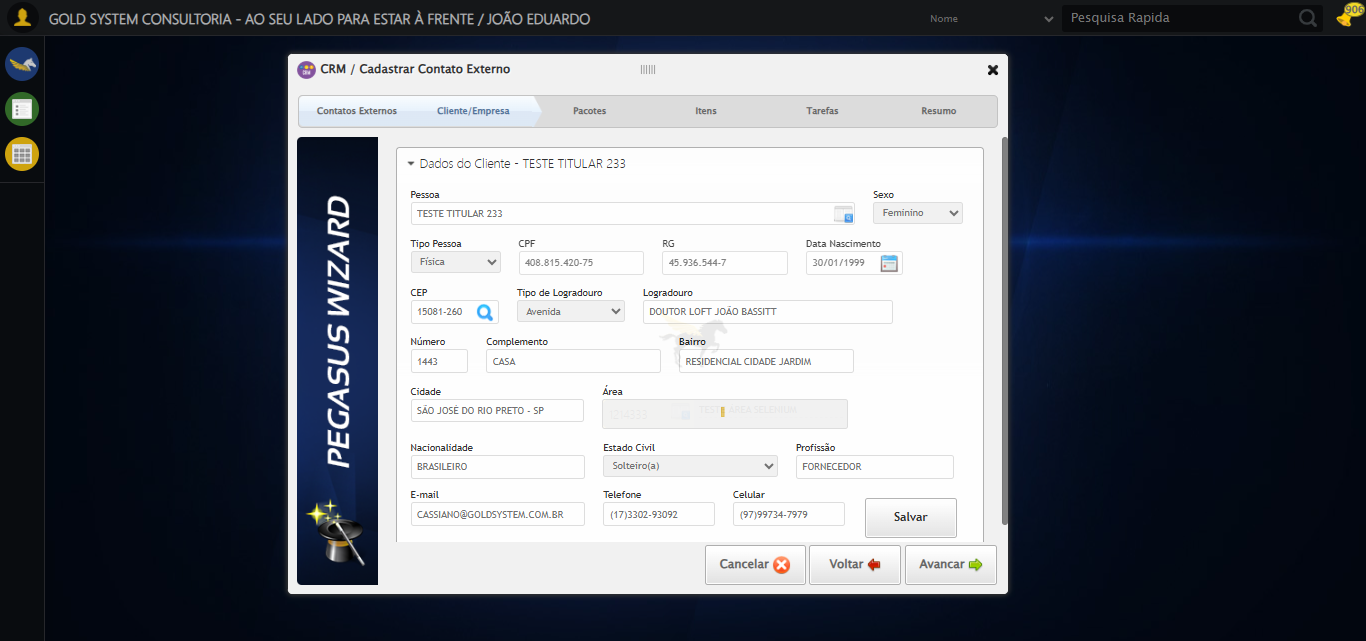 GOLD SYSTEM CONSULTORIA - AO SEU LADO PARA ESTAR À FRENTE / JOÃO EDUARDO
Nome
Pesquisa Rapida
906
CRM / Cadastrar Contato Externo
Contatos Externos
Cliente/Empresa
Pacotes
Itens
Tarefas
Resumo
PEGASUS WIZARD
Dados do Cliente - TESTE TITULAR 233
Pessoa
Sexo
TESTE TITULAR 233
Feminino
Tipo Pessoa
CPF
RG
Data Nascimento
Física
408.815.420-75
45.936.544-7
30/01/1999
CEP
Tipo de Logradouro
Logradouro
15081-260
Avenida
DOUTOR LOFT JOÃO BASSITT
Número
Complemento
Bairro
1443
CASA
RESIDENCIAL CIDADE JARDIM
Cidade
Área
SÃO JOSÉ DO RIO PRETO - SP
Nacionalidade
Estado Civil
Profissão
BRASILEIRO
Solteiro(a)
FORNECEDOR
E-mail
Telefone
Celular
CASSIANO@GOLDSYSTEM.COM.BR
(17)3302-93092
(97)99734-7979
Salvar
Cancelar
Voltar
Avancar